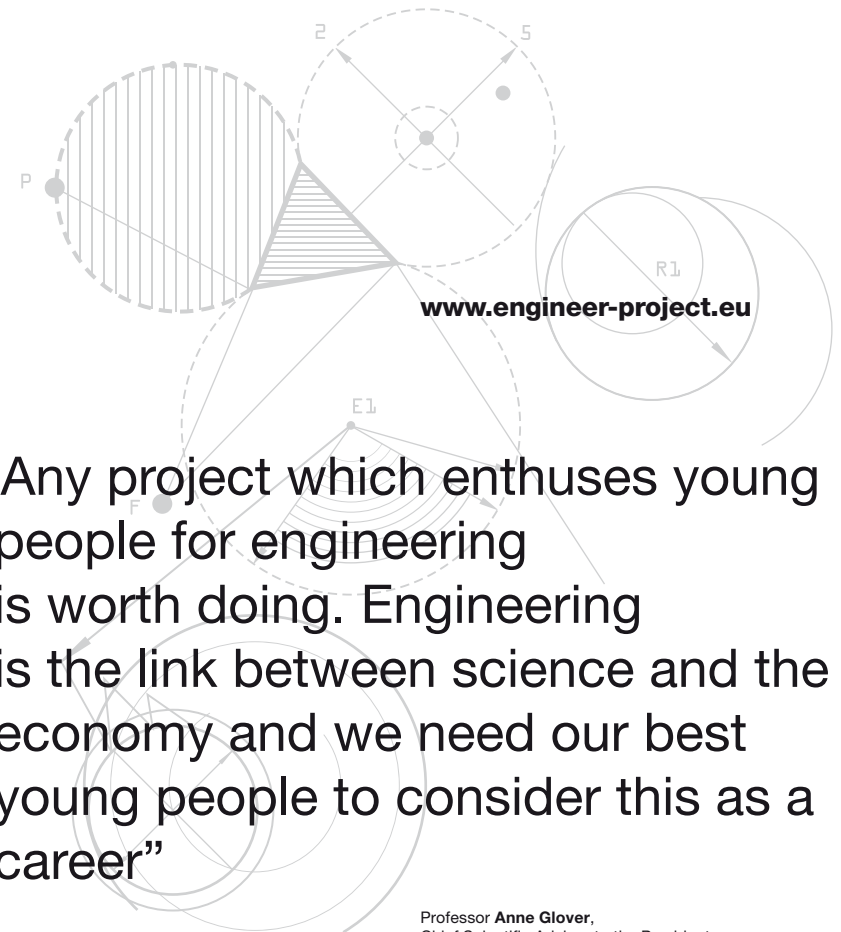 2 5
P
R1
www.engineer-project.eu
E1
Any project which enthuses young
F
people for engineering
is worth doing. Engineering
is the link between science and the
economy and we need our best
young people to consider this as a
career”
Professor Anne Glover,